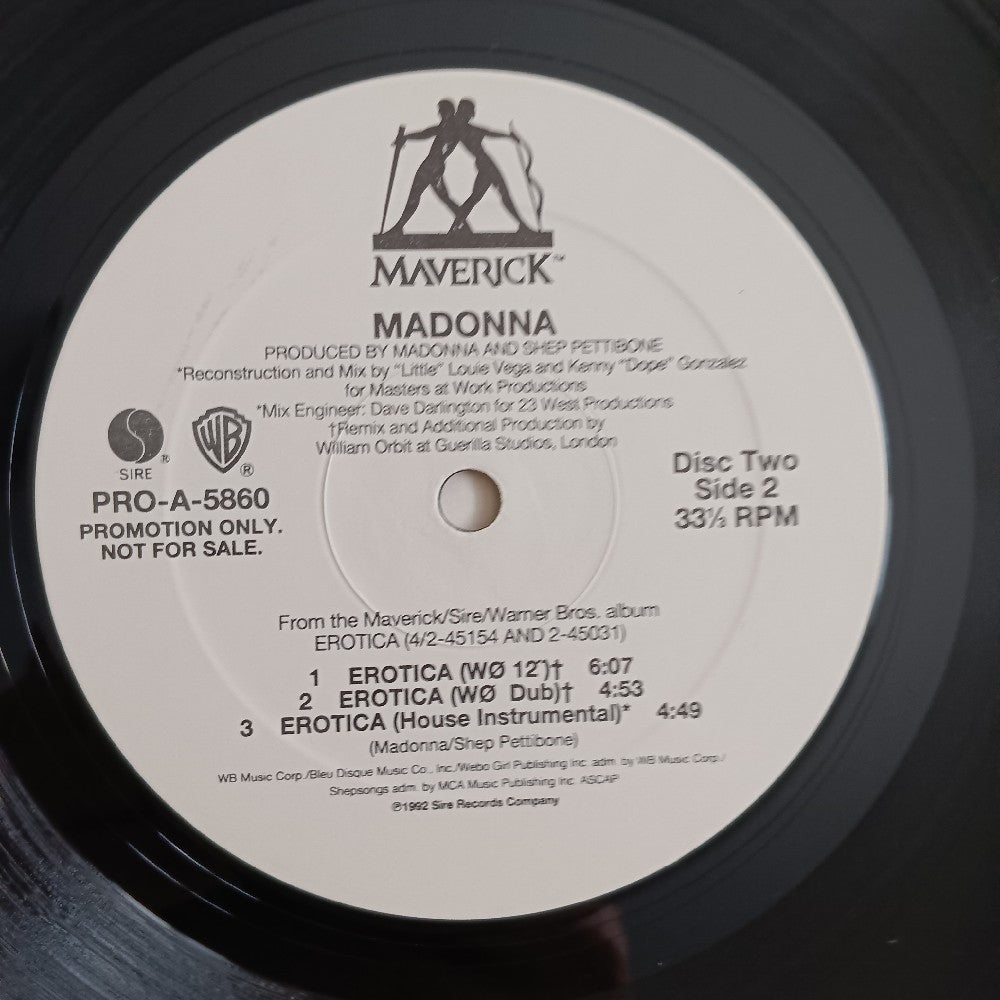 MAVERICK™
MADONNA
PRODUCED BY MADONNA AND SHEP PETTIBONE
*Reconstruction and Mix by "Little" Louie Vega and Kenny "Dope" Gonzalez
for Masters at Work Productions
*Mix Engineer: Dave Darlington for 23 West Productions
†Remix and Additional Production by
William Orbit at Guerilla Studios, London
S
SIRE ®
WB ®
PRO-A-5860
PROMOTION ONLY.
NOT FOR SALE.
Disc Two
Side 2
33⅓ RPM
From the Maverick/Sire/Warner Bros. album
EROTICA (4/2-45154 AND 2-45031)
1 EROTICA (WØ 12")† 6:07
2 EROTICA (WØ Dub)† 4:53
3 EROTICA (House Instrumental)* 4:49
(Madonna/Shep Pettibone)
WB Music Corp./Bleu Disque Music Co., Inc./Webo Girl Publishing Inc. adm. by WB Music Corp./
Shepsongs adm. by MCA Music Publishing Inc. ASCAP
℗1992 Sire Records Company